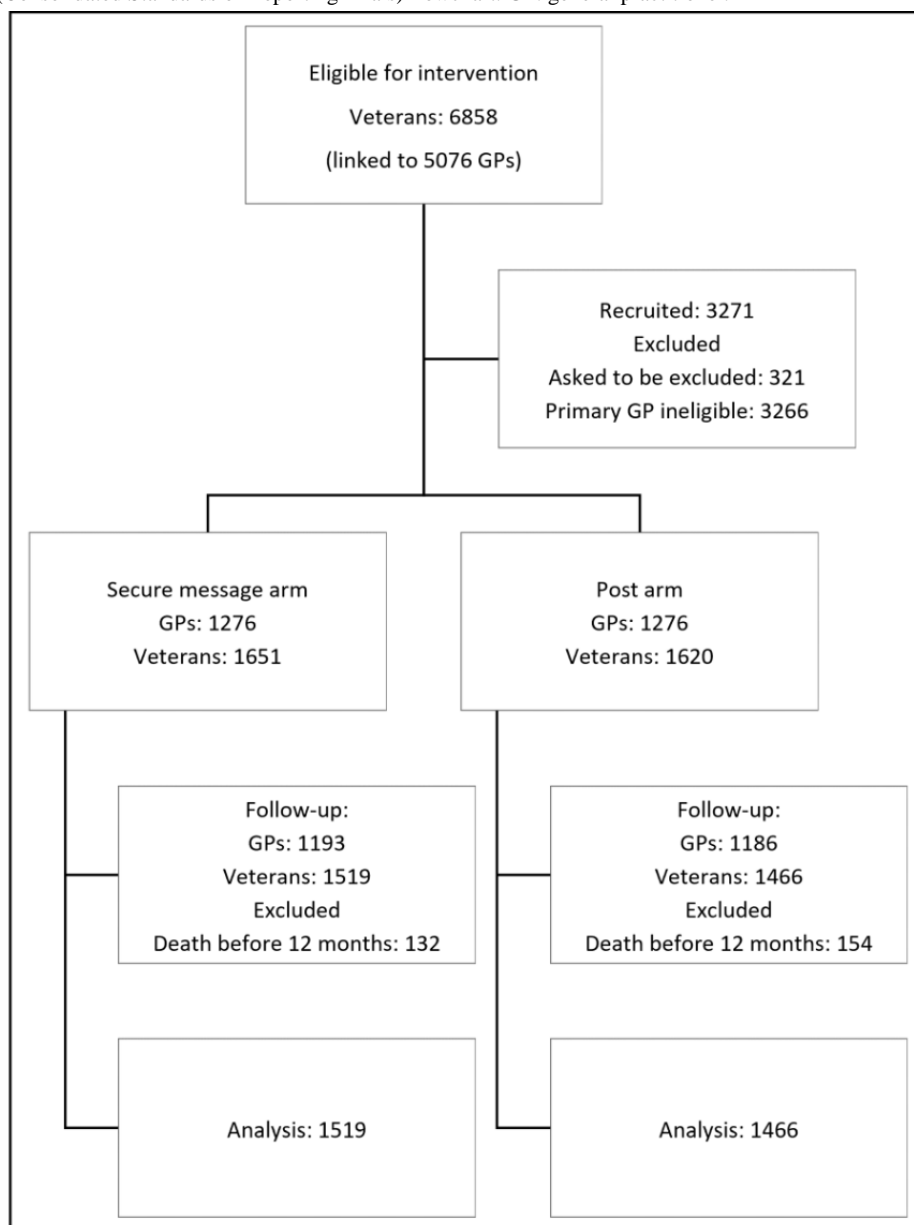 Eligible for intervention
Veterans: 6858
(linked to 5076 GPs)
Recruited: 3271
Excluded
Asked to be excluded: 321
Primary GP ineligible: 3266
Secure message arm
GPs: 1276
Veterans: 1651
Post arm
GPs: 1276
Veterans: 1620
Follow-up:
GPs: 1193
Veterans: 1519
Excluded
Death before 12 months: 132
Follow-up:
GPs: 1186
Veterans: 1466
Excluded
Death before 12 months: 154
Analysis: 1519
Analysis: 1466